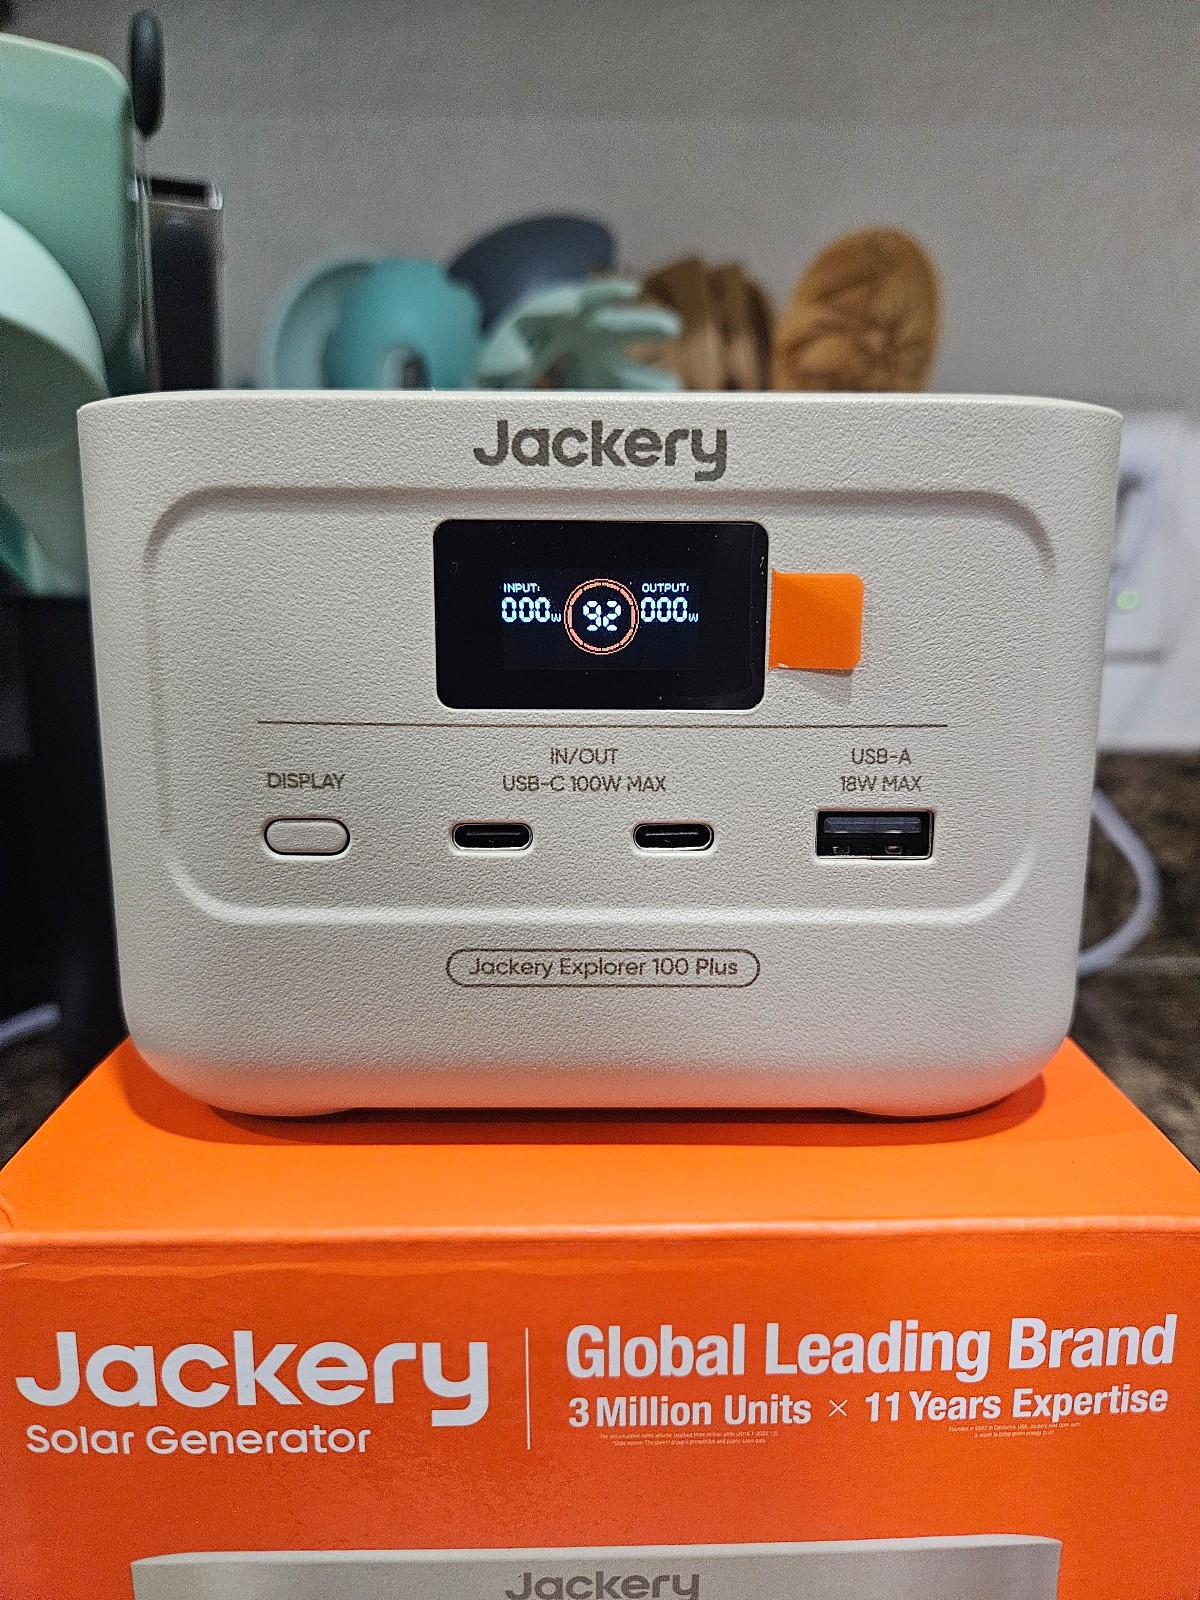 Jackery
INPUT:
000W
92
OUTPUT:
000W
DISPLAY
IN/OUT
USB-C 100W MAX
USB-A
18W MAX
Jackery Explorer 100 Plus
Jackery
Solar Generator
Global Leading Brand
3 Million Units × 11 Years Expertise
Jackery